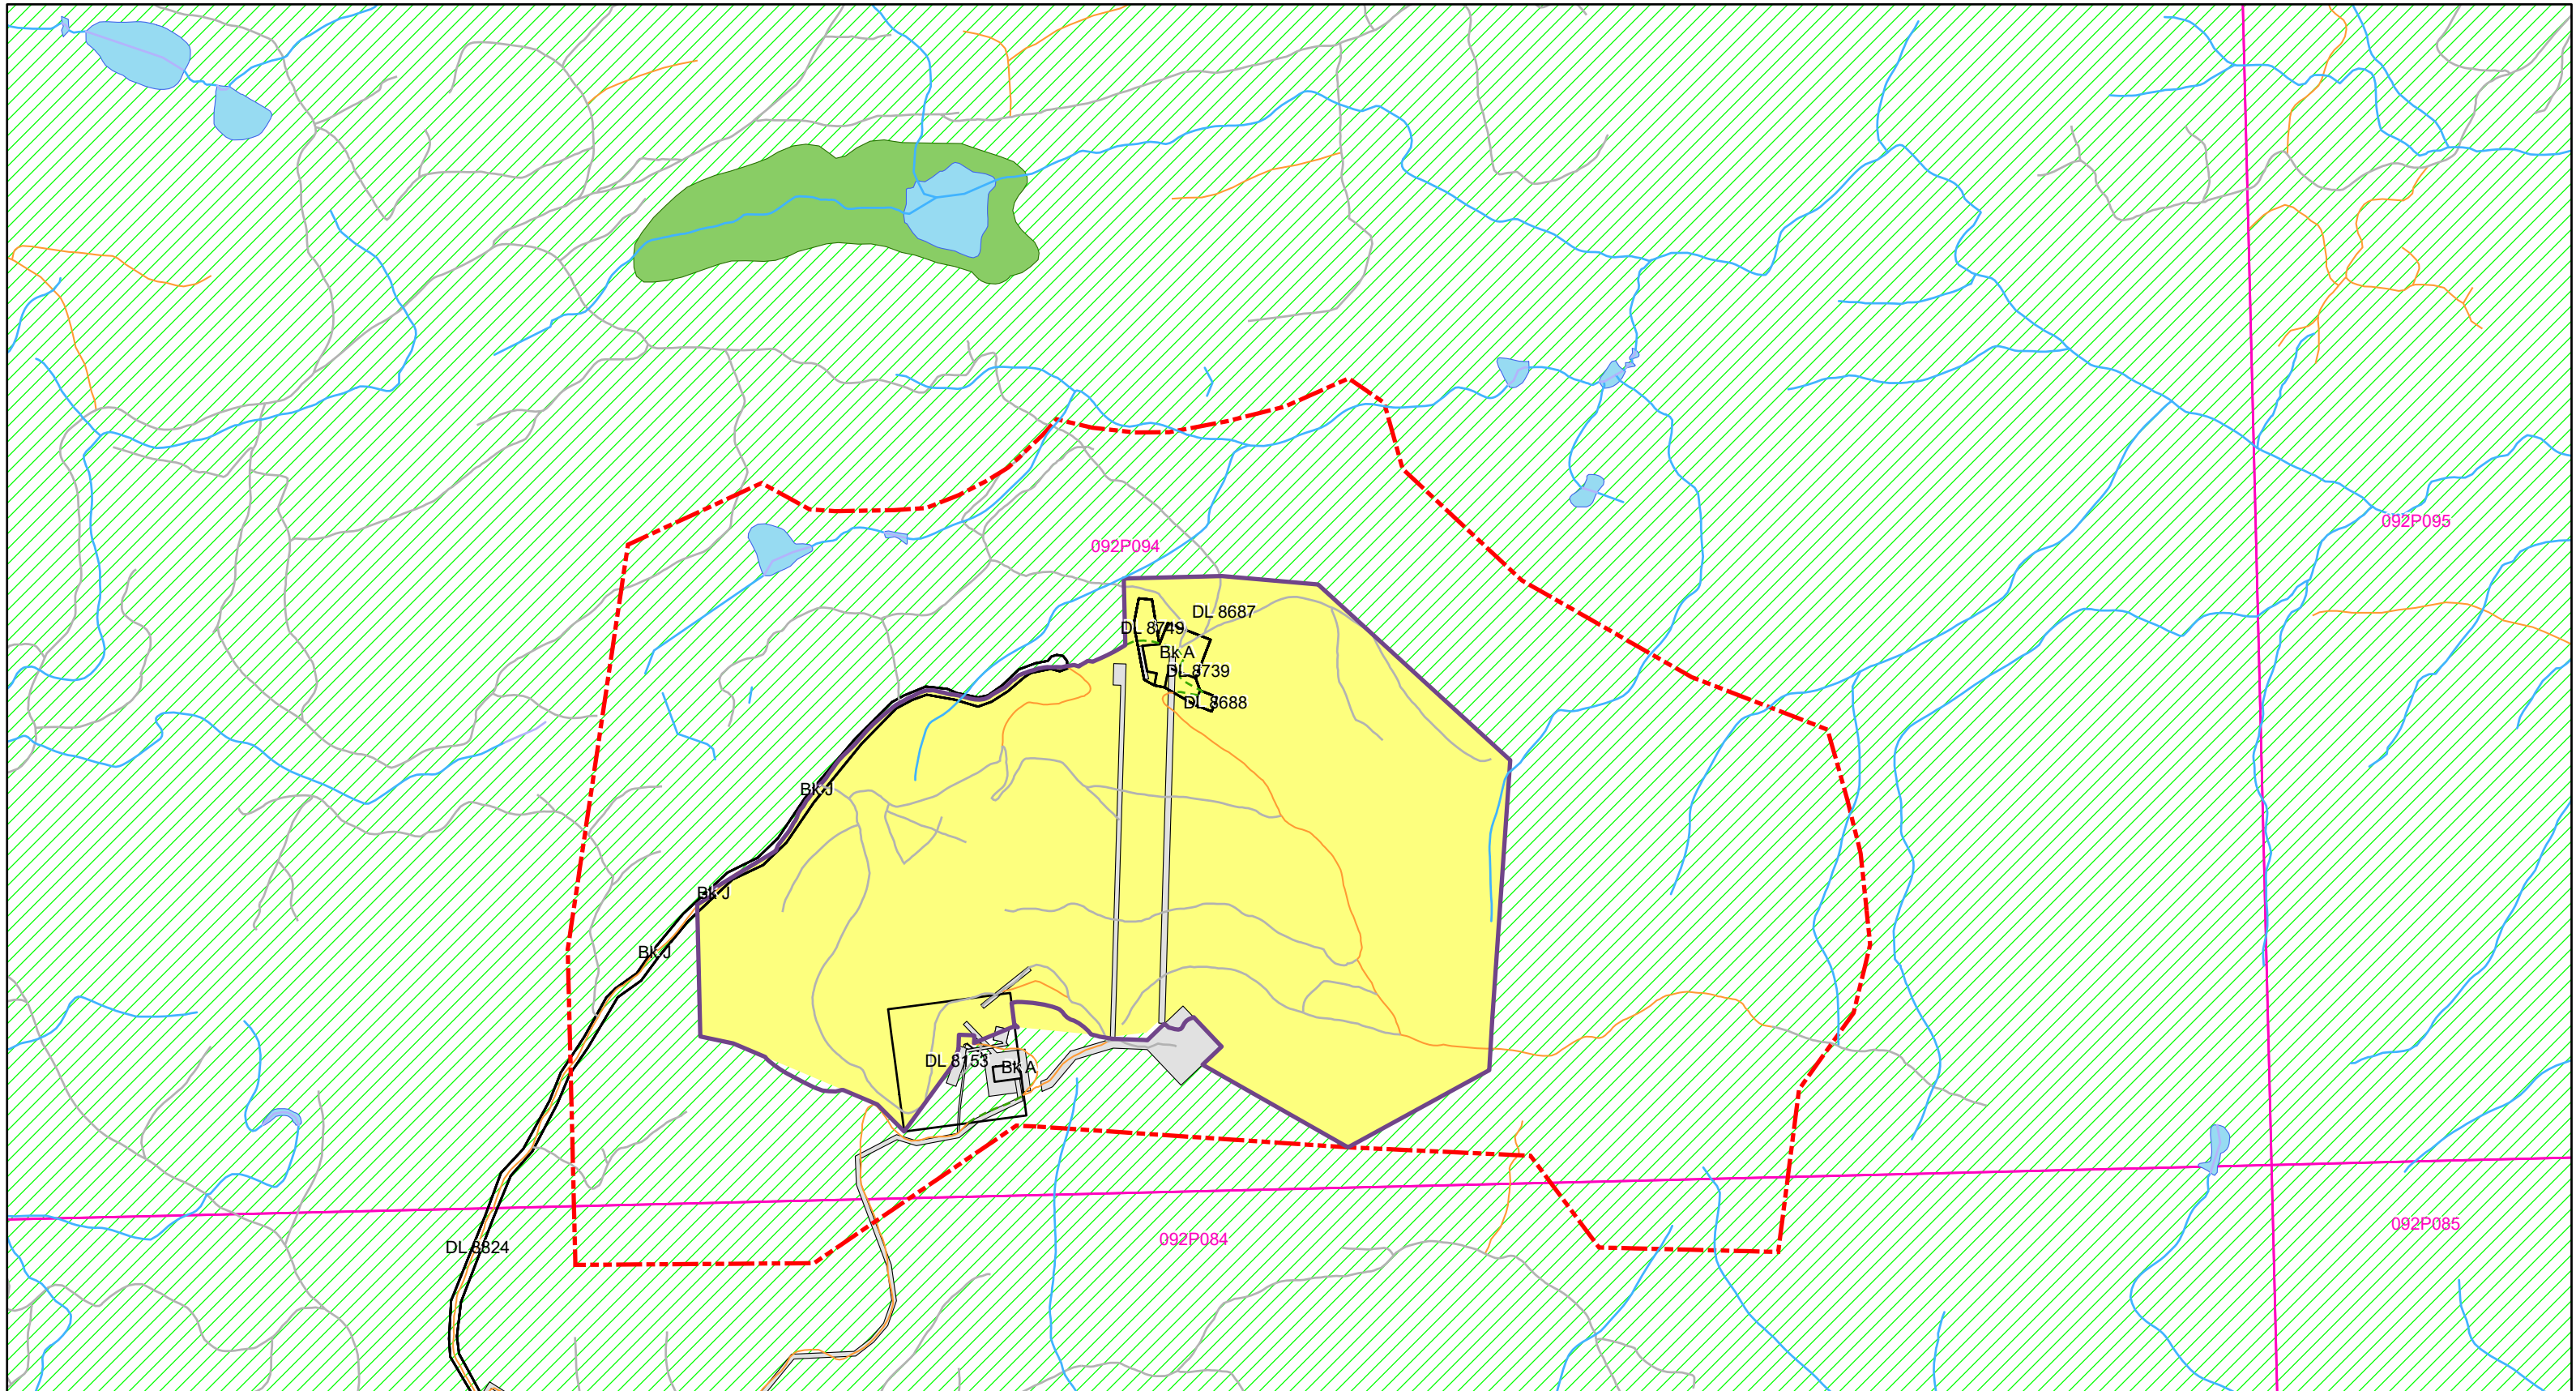 092P095
092P094
DL 8687
DL 8749
Bk A
DL 8739
DL 8688
Bk J
Bk J
Bk J
DL 8153
Bk A
092P085
092P084
DL 8824